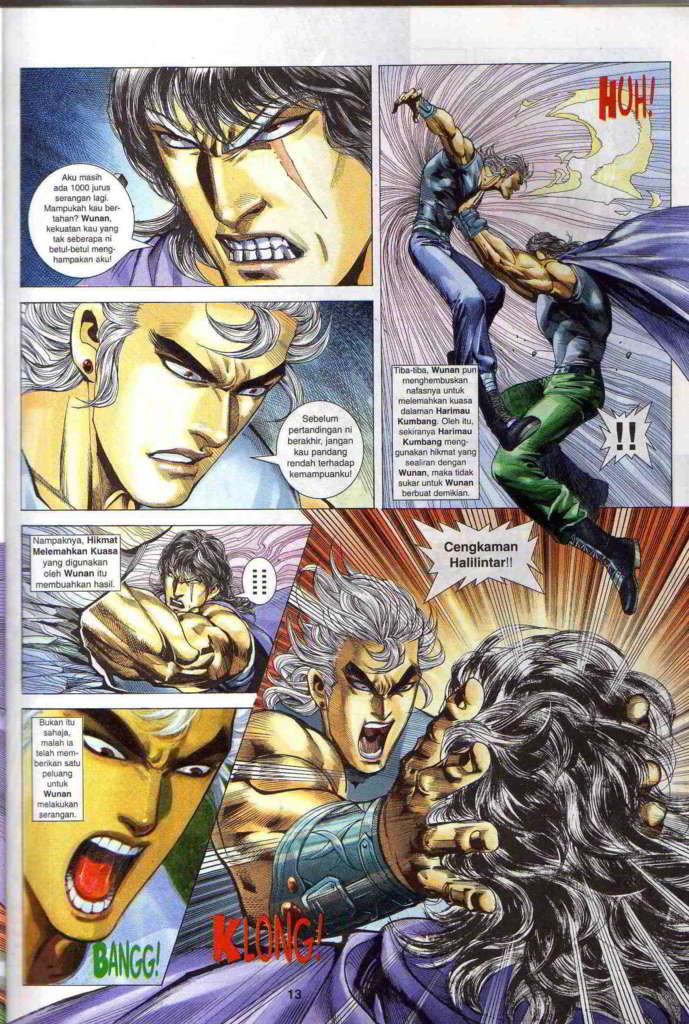 Aku masih
ada 1000 jurus
serangan lagi.
Mampukah kau ber-
tahan? Wunan,
kekuatan kau yang
tak seberapa ni
betul-betul meng-
hampakan aku!
HUH!
Sebelum
pertandingan ni
berakhir, jangan
kau pandang
rendah terhadap
kemampuanku!
Tiba-tiba, Wunan pun
menghembuskan
nafasnya untuk
melemahkan kuasa
dalaman Harimau
Kumbang. Oleh itu,
sekiranya Harimau
Kumbang meng-
gunakan hikmat yang
sealiran dengan
Wunan, maka tidak
sukar untuk Wunan
berbuat demikian.
!!
Nampaknya, Hikmat
Melemahkan Kuasa
yang digunakan
oleh Wunan itu
membuahkan hasil.
!!!!
Cengkaman
Halilintar!!
Bukan itu
sahaja,
malah ia
telah mem-
berikan satu
peluang
untuk
Wunan
melakukan
serangan.
BANGG!
KLONG!
13